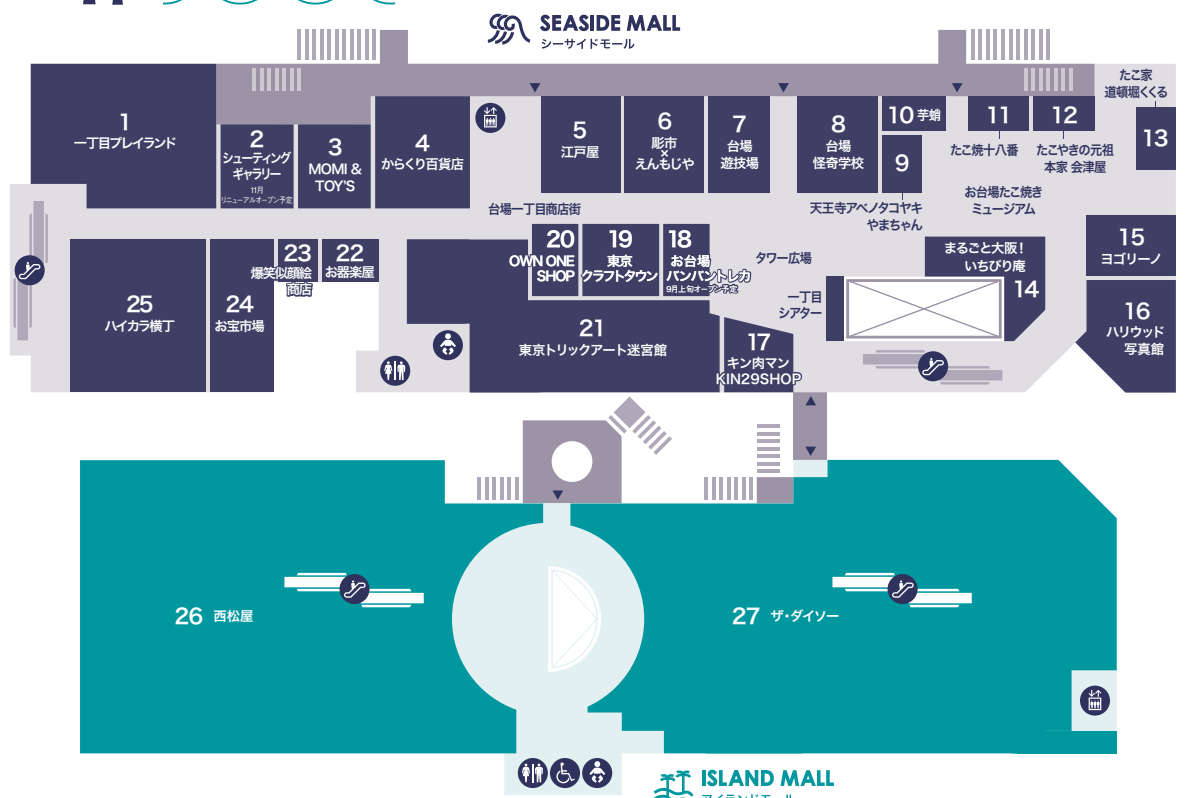 SEASIDE MALL
シーサイドモール
1
一丁目プレイランド
2
シューティング
ギャラリー
11月
リニューアルオープン予定
3
MOMI &
TOY'S
4
からくり百貨店
5
江戸屋
6
彫市
×
えんもじや
7
台場
遊技場
8
台場
怪奇学校
10 芋蛸
9
天王寺アベノタコヤキ
やまちゃん
11
たこ焼十八番
12
たこやきの元祖
本家 会津屋
たこ家
道頓堀くくる
13
お台場たこ焼き
ミュージアム
台場一丁目商店街
20
OWN ONE
SHOP
19
東京
クラフトタウン
18
お台場
バンバントレカ
9月上旬オープン予定
タワー広場
まるごと大阪!
いちびり庵
14
15
ヨゴリーノ
25
ハイカラ横丁
24
お宝市場
23
爆笑似顔絵
商店
22
お器楽屋
21
東京トリックアート迷宮館
17
キン肉マン
KIN29SHOP
一丁目
シアター
16
ハリウッド
写真館
26 西松屋
27 ザ・ダイソー
ISLAND MALL